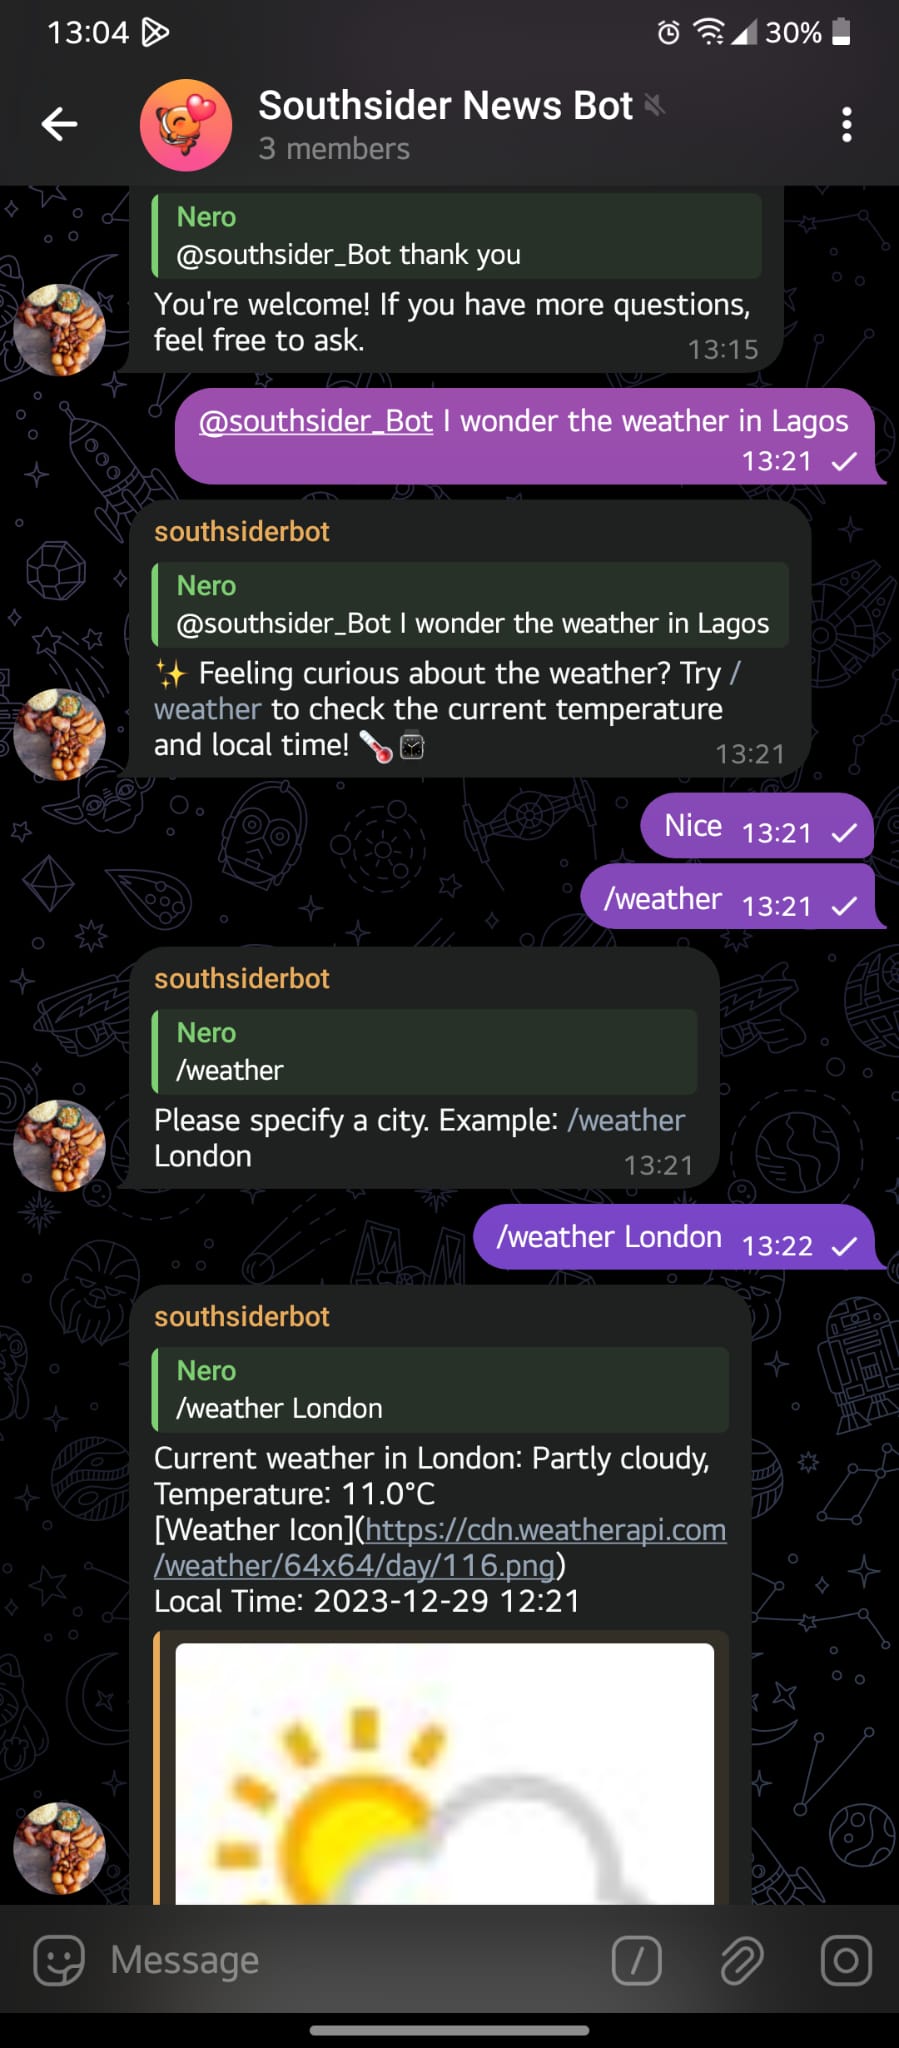 13:04
30%
Southsider News Bot
3 members
Nero
@southsider_Bot thank you
You're welcome! If you have more questions,
feel free to ask.
13:15
@southsider_Bot I wonder the weather in Lagos
13:21
southsiderbot
Nero
@southsider_Bot I wonder the weather in Lagos
✨ Feeling curious about the weather? Try /
weather to check the current temperature
and local time! 🌡️⌚
13:21
Nice 13:21
/weather 13:21
southsiderbot
Nero
/weather
Please specify a city. Example: /weather
London
13:21
/weather London 13:22
southsiderbot
Nero
/weather London
Current weather in London: Partly cloudy,
Temperature: 11.0°C
[Weather Icon](https://cdn.weatherapi.com
/weather/64x64/day/116.png)
Local Time: 2023-12-29 12:21
Message